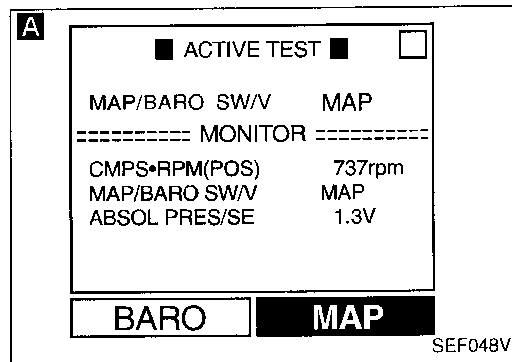 A
■ ACTIVE TEST ■
MAP/BARO SW/V MAP
========== MONITOR ==========
CMPS•RPM(POS) 737rpm
MAP/BARO SW/V MAP
ABSOL PRES/SE 1.3V
BARO MAP
SEF048V